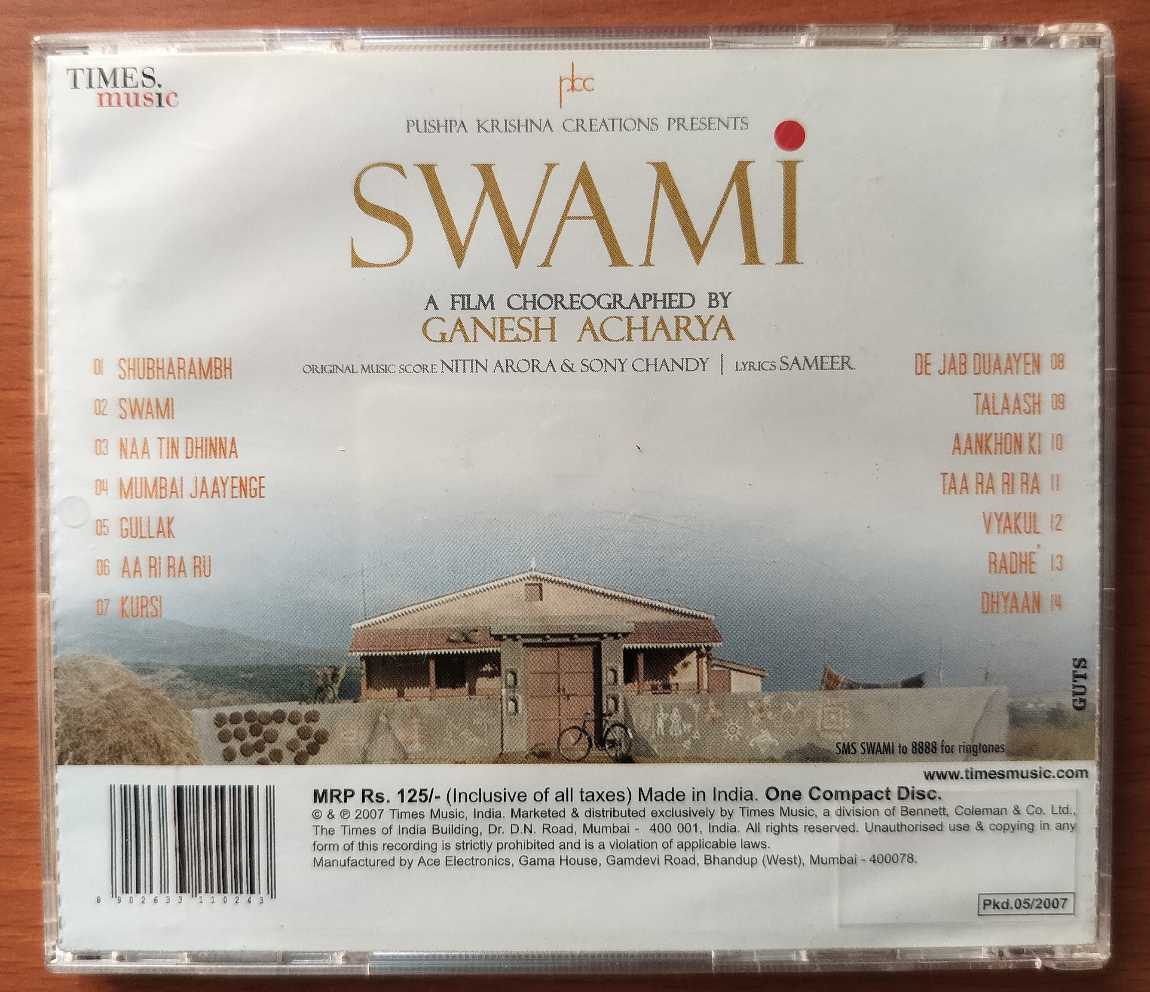 TIMES.
music
pkc
PUSHPA KRISHNA CREATIONS PRESENTS
SWAMi
A FILM CHOREOGRAPHED BY
GANESH ACHARYA
ORIGINAL MUSIC SCORE NITIN ARORA & SONY CHANDY | LYRICS SAMEER
01 SHUBHARAMBH
02 SWAMI
03 NAA TIN DHINNA
04 MUMBAI JAAYENGE
05 GULLAK
06 AA RI RA RU
07 KURSI
DE JAB DUAAYEN 08
TALAASH 09
AANKHON KI 10
TAA RA RI RA 11
VYAKUL 12
RADHE 13
DHYAAN 14
GUTS
SMS SWAMI to 8888 for ringtones
www.timesmusic.com
MRP Rs. 125/- (Inclusive of all taxes) Made in India. One Compact Disc.
© & ℗ 2007 Times Music, India. Marketed & distributed exclusively by Times Music, a division of Bennett, Coleman & Co. Ltd.,
The Times of India Building, Dr. D.N. Road, Mumbai - 400 001, India. All rights reserved. Unauthorised use & copying in any
form of this recording is strictly prohibited and is a violation of applicable laws.
Manufactured by Ace Electronics, Gama House, Gamdevi Road, Bhandup (West), Mumbai - 400078.
8 902633 110243
Pkd.05/2007